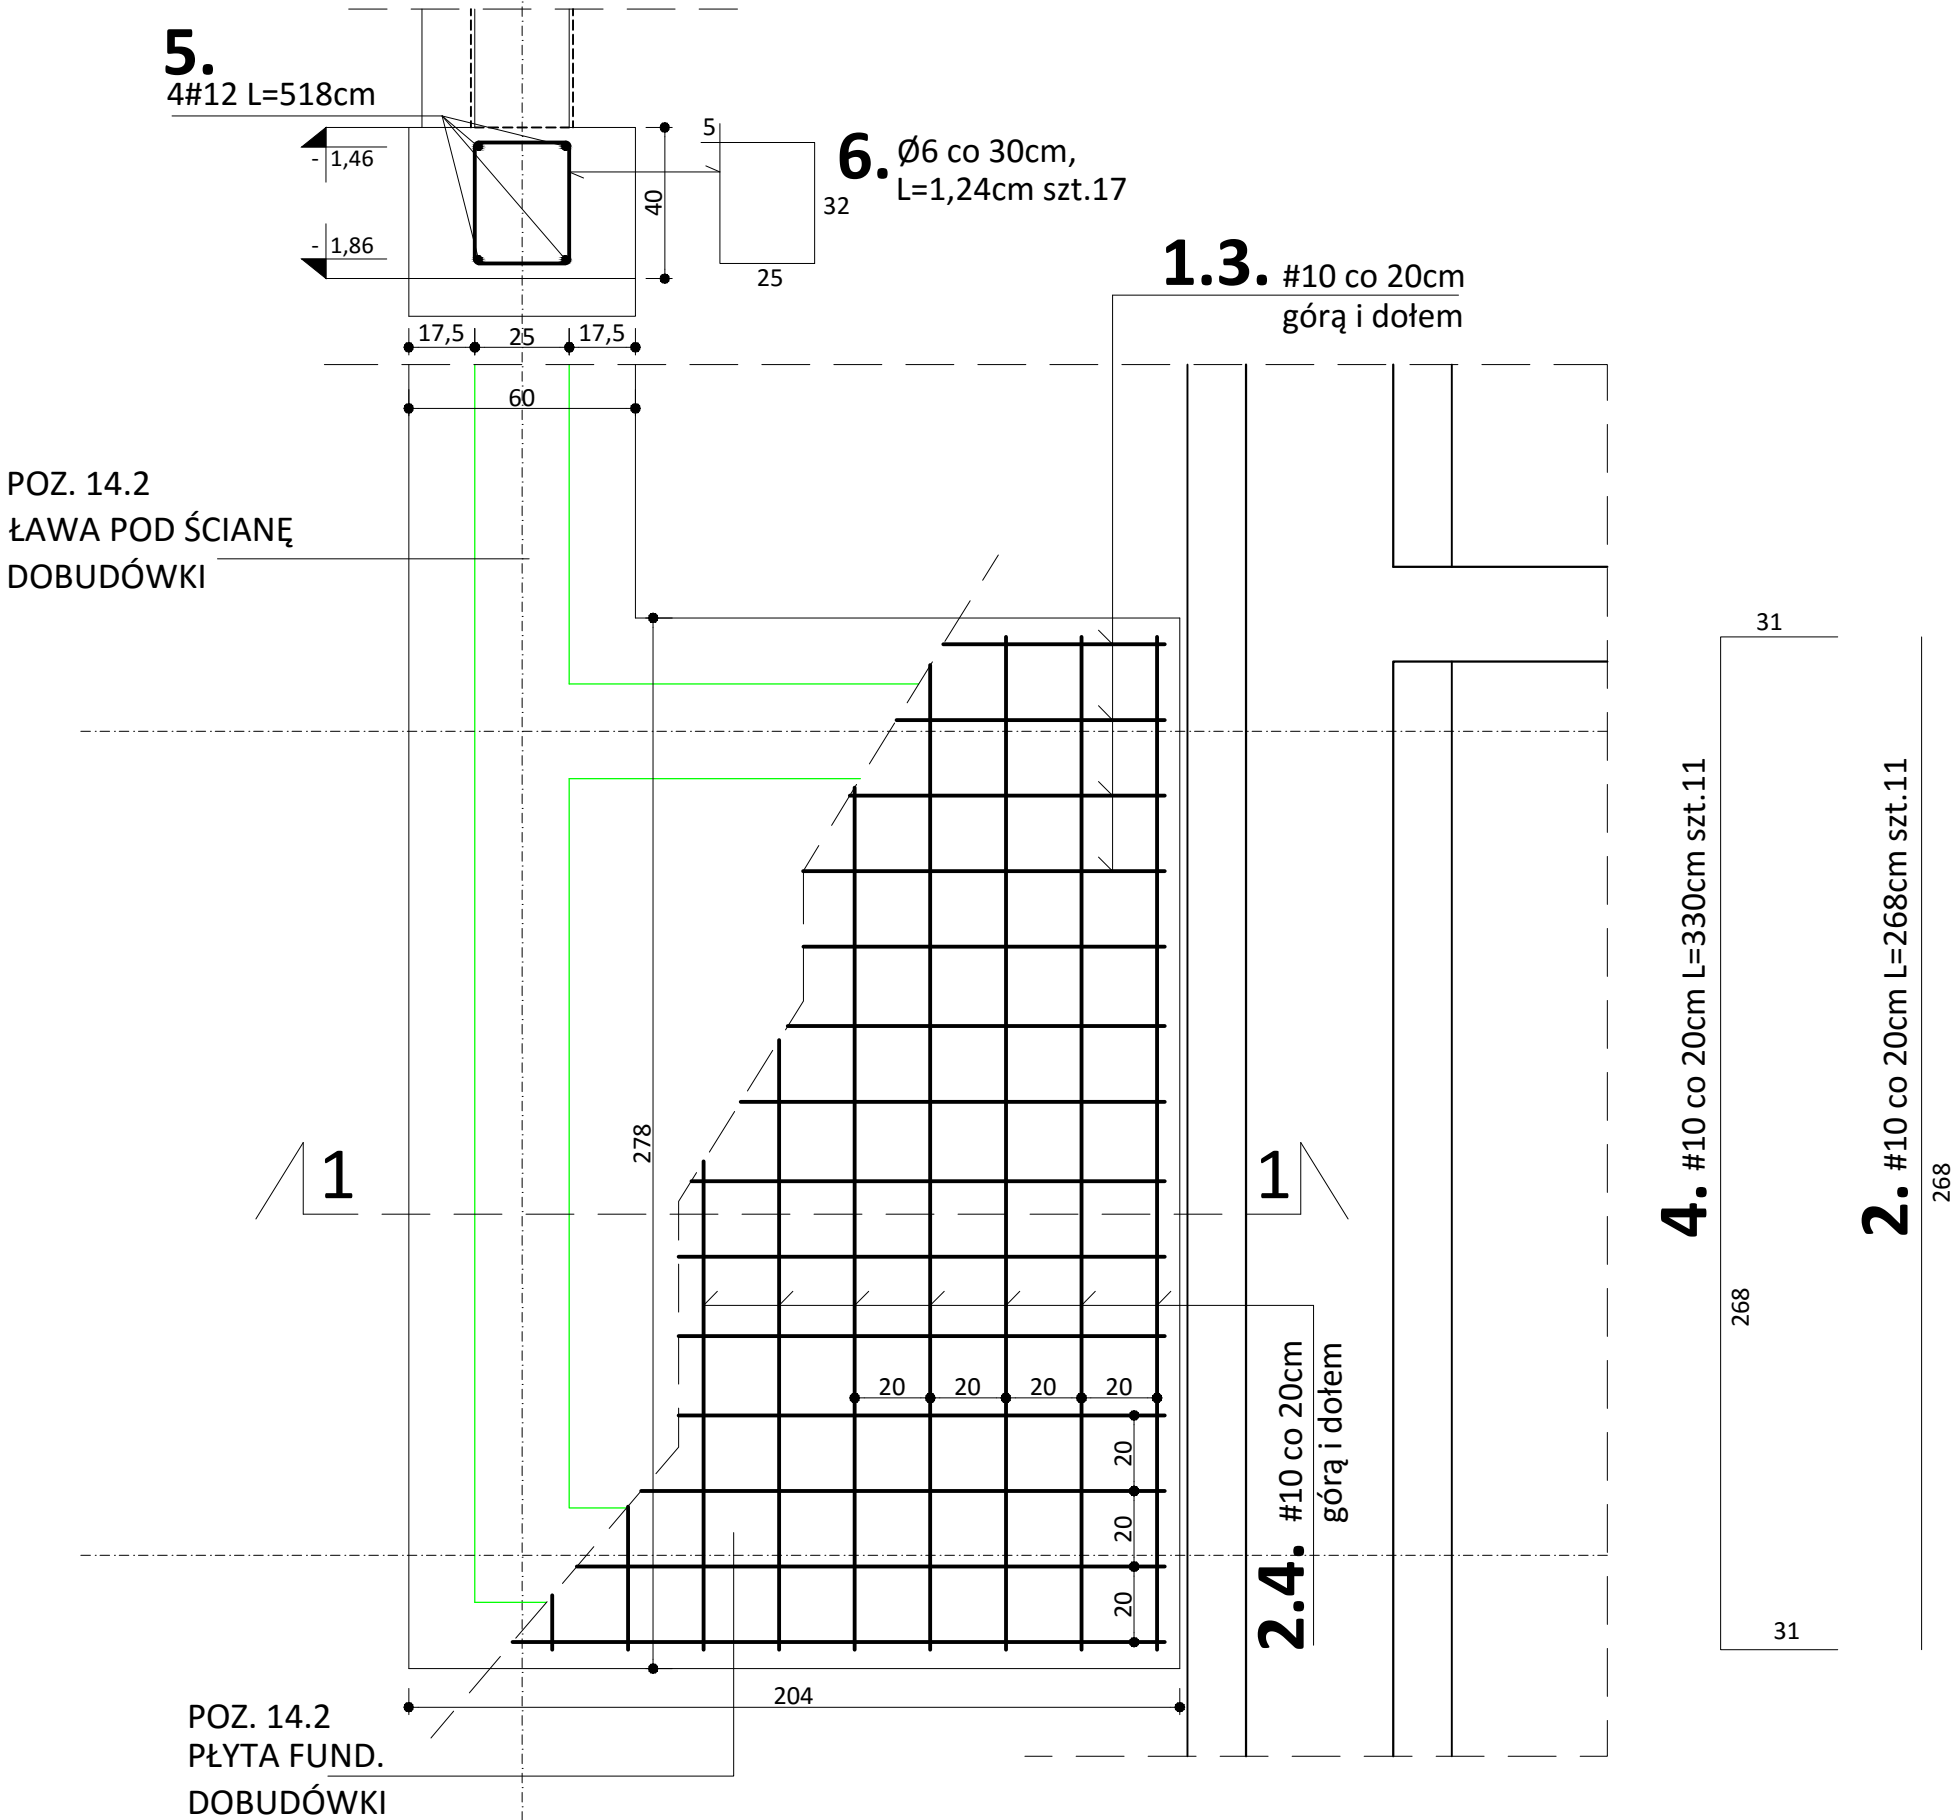 5.
4#12 L=518cm
- 1,46
- 1,86
40
5
32
25
6. Ø6 co 30cm,
L=1,24cm szt.17
1.3. #10 co 20cm
górą i dołem
17,5 25 17,5
60
POZ. 14.2
ŁAWA POD ŚCIANĘ
DOBUDÓWKI
278
1
1
20 20 20 20
20
20
20
2.4. #10 co 20cm
górą i dołem
204
POZ. 14.2
PŁYTA FUND.
DOBUDÓWKI
31
4. #10 co 20cm L=330cm szt.11
268
31
2. #10 co 20cm L=268cm szt.11
268